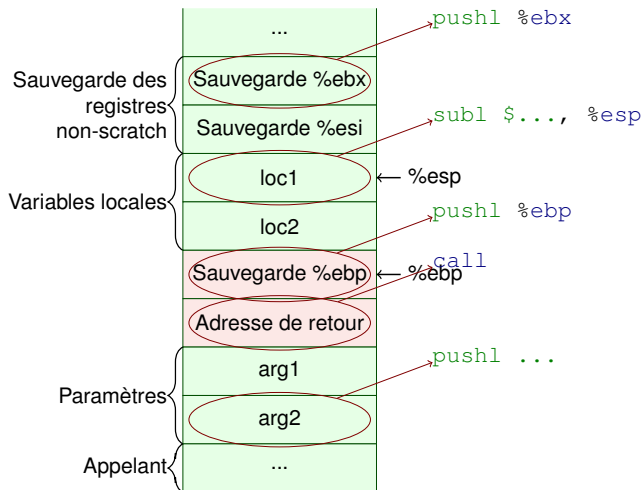 ...
pushl %ebx
Sauvegarde des
registres
non-scratch
Sauvegarde %ebx
Sauvegarde %esi
subl $..., %esp
Variables locales
loc1
← %esp
loc2
pushl %ebp
Sauvegarde %ebp
← %ebp
call
Adresse de retour
Paramètres
arg1
pushl ...
arg2
Appelant
...